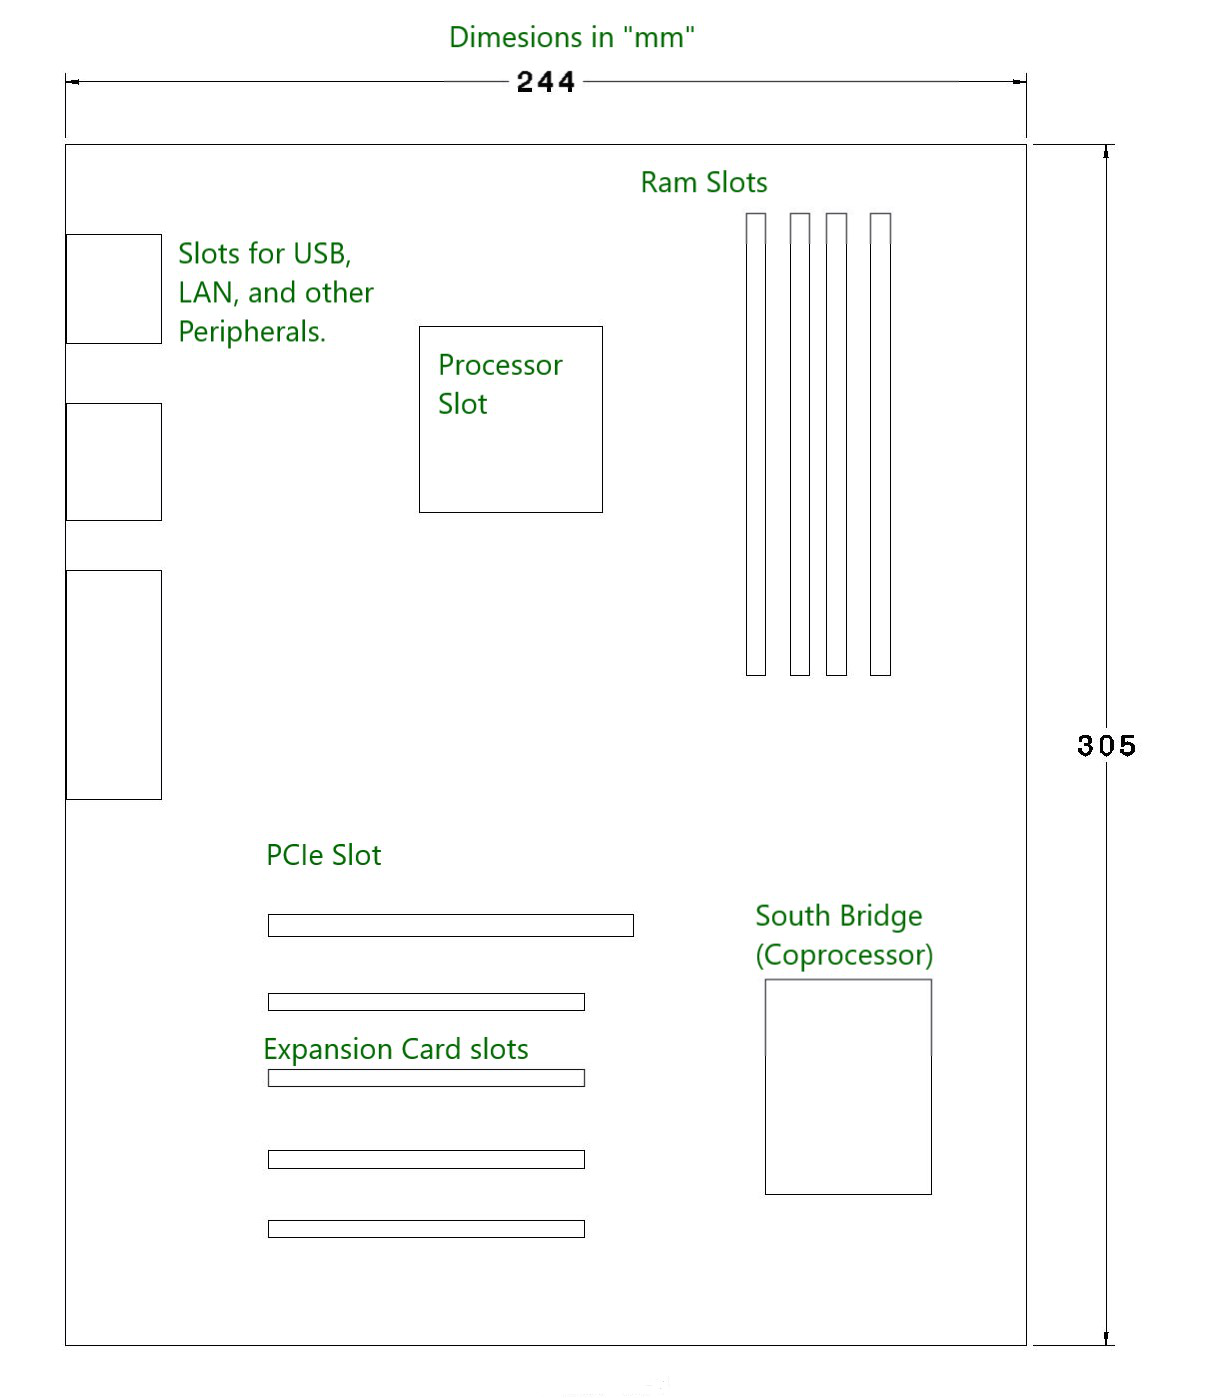 Dimesions in "mm"
244
Ram Slots
Slots for USB,
LAN, and other
Peripherals.
Processor
Slot
305
PCIe Slot
South Bridge
(Coprocessor)
Expansion Card slots